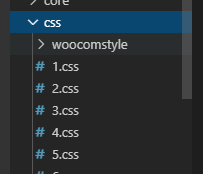 core
css
woocomstyle
# 1.css
# 2.css
# 3.css
# 4.css
# 5.css